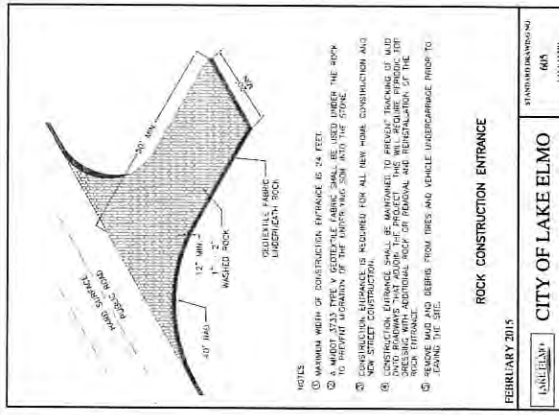 HARD SURFACE
PUBLIC ROAD
50' MIN
20' MIN
40' RAD
12" MIN
1" - 2"
WASHED ROCK
GEOTEXTILE FABRIC
UNDERNEATH ROCK
NOTES
① MAXIMUM WIDTH OF CONSTRUCTION ENTRANCE IS 24 FEET.
② A MNDOT 3733 TYPE V GEOTEXTILE FABRIC SHALL BE USED UNDER THE ROCK
TO PREVENT MIGRATION OF THE UNDERLYING SOIL INTO THE STONE.
③ CONSTRUCTION ENTRANCE IS REQUIRED FOR ALL NEW HOME CONSTRUCTION AND
NEW STREET CONSTRUCTION.
④ CONSTRUCTION ENTRANCE SHALL BE MAINTAINED TO PREVENT TRACKING OF MUD
ONTO ROADWAYS THAT ADJOIN THE PROJECT. THIS WILL REQUIRE PERIODIC TOP
DRESSING WITH ADDITIONAL ROCK OR REMOVAL AND REINSTALLATION OF THE
ROCK ENTRANCE.
⑤ REMOVE MUD AND DEBRIS FROM TIRES AND VEHICLE UNDERCARRIAGE PRIOR TO
LEAVING THE SITE.
ROCK CONSTRUCTION ENTRANCE
FEBRUARY 2015
LAKE ELMO
CITY OF LAKE ELMO
STANDARD DRAWING NO
605